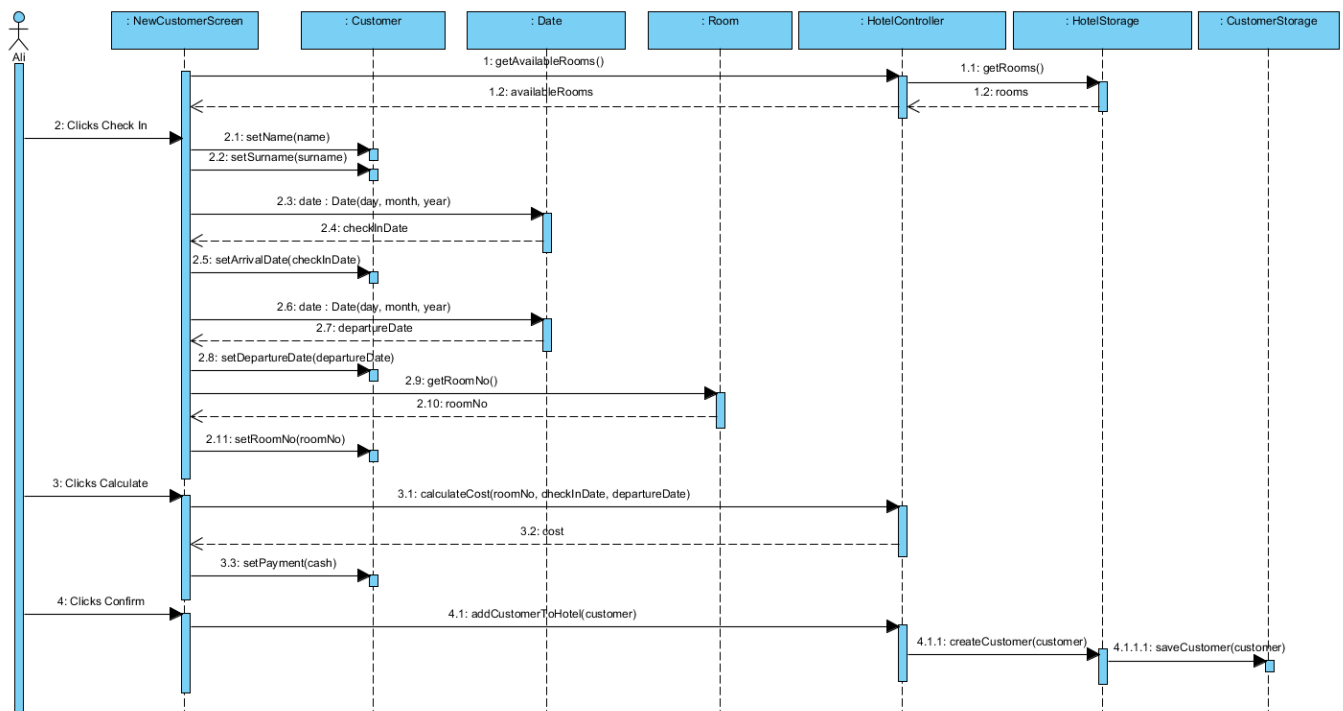 : NewCustomerScreen
: Customer
: Date
: Room
: HotelController
: HotelStorage
: CustomerStorage
Ali
1: getAvailableRooms()
1.1: getRooms()
1.2: availableRooms
1.2: rooms
2: Clicks Check In
2.1: setName(name)
2.2: setSurname(surname)
2.3: date : Date(day, month, year)
2.4: checkInDate
2.5: setArrivalDate(checkInDate)
2.6: date : Date(day, month, year)
2.7: departureDate
2.8: setDepartureDate(departureDate)
2.9: getRoomNo()
2.10: roomNo
2.11: setRoomNo(roomNo)
3: Clicks Calculate
3.1: calculateCost(roomNo, checkInDate, departureDate)
3.2: cost
3.3: setPayment(cash)
4: Clicks Confirm
4.1: addCustomerToHotel(customer)
4.1.1: createCustomer(customer)
4.1.1.1: saveCustomer(customer)